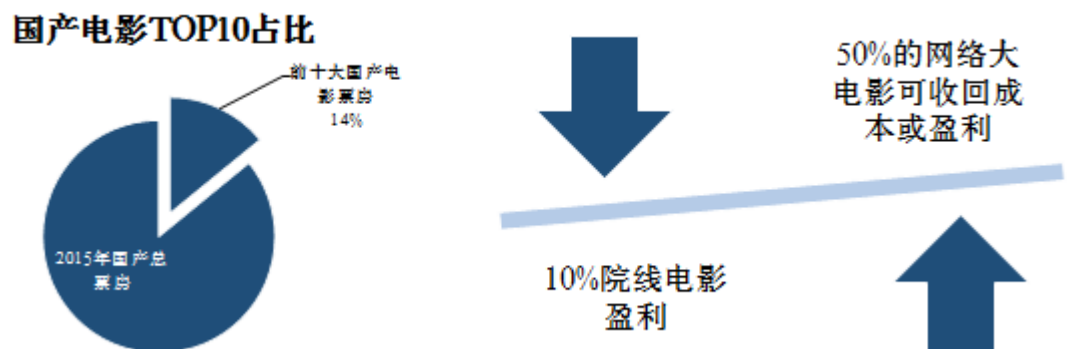 国产电影TOP10占比
前十大国产电
影票房
14%
2015年国产总
票房
50%的网络大
电影可收回成
本或盈利
10%院线电影
盈利